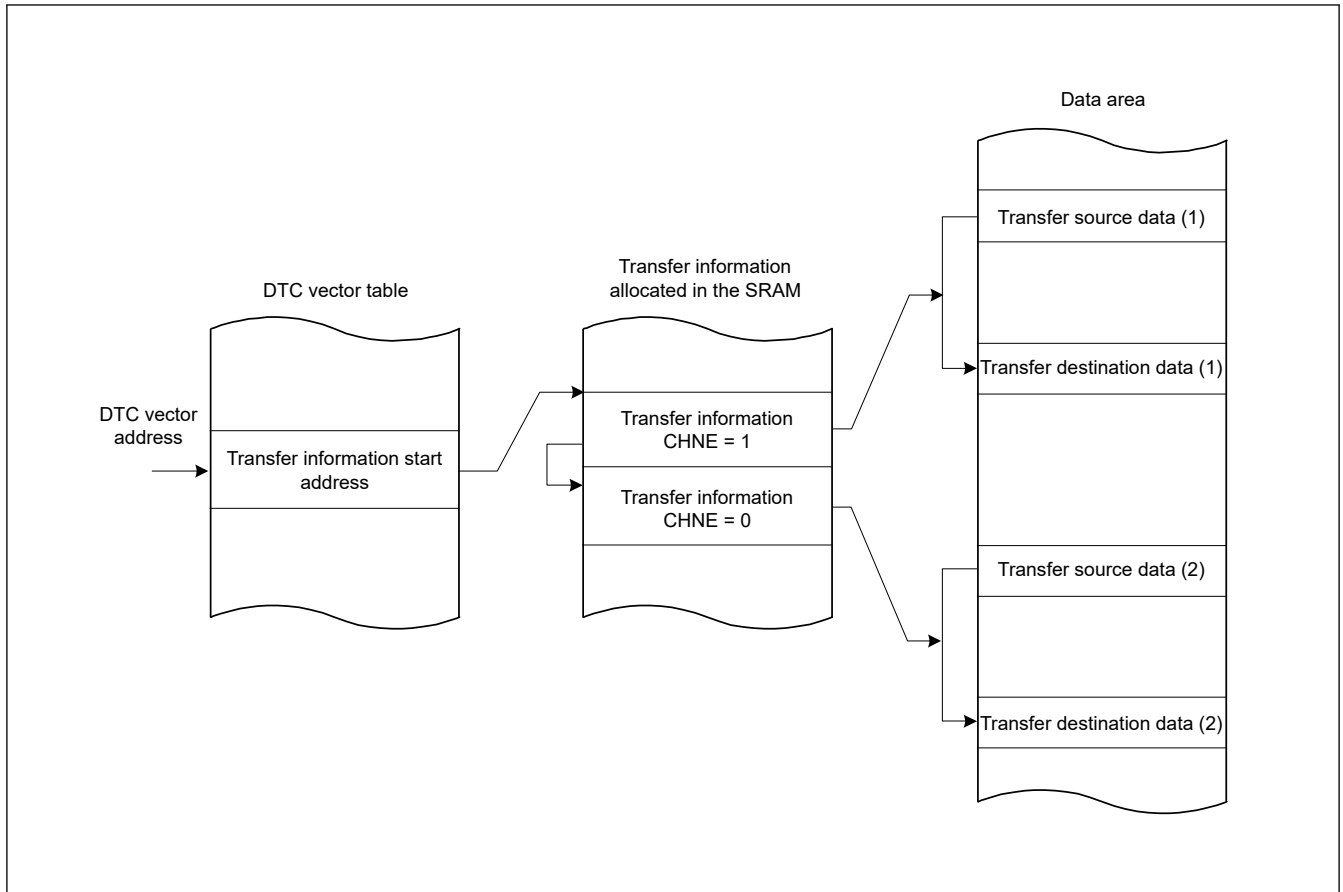 Data area
Transfer source data (1)
Transfer information
allocated in the SRAM
DTC vector table
Transfer destination data (1)
DTC vector
address
Transfer information
CHNE = 1
Transfer information start
address
Transfer information
CHNE = 0
Transfer source data (2)
Transfer destination data (2)